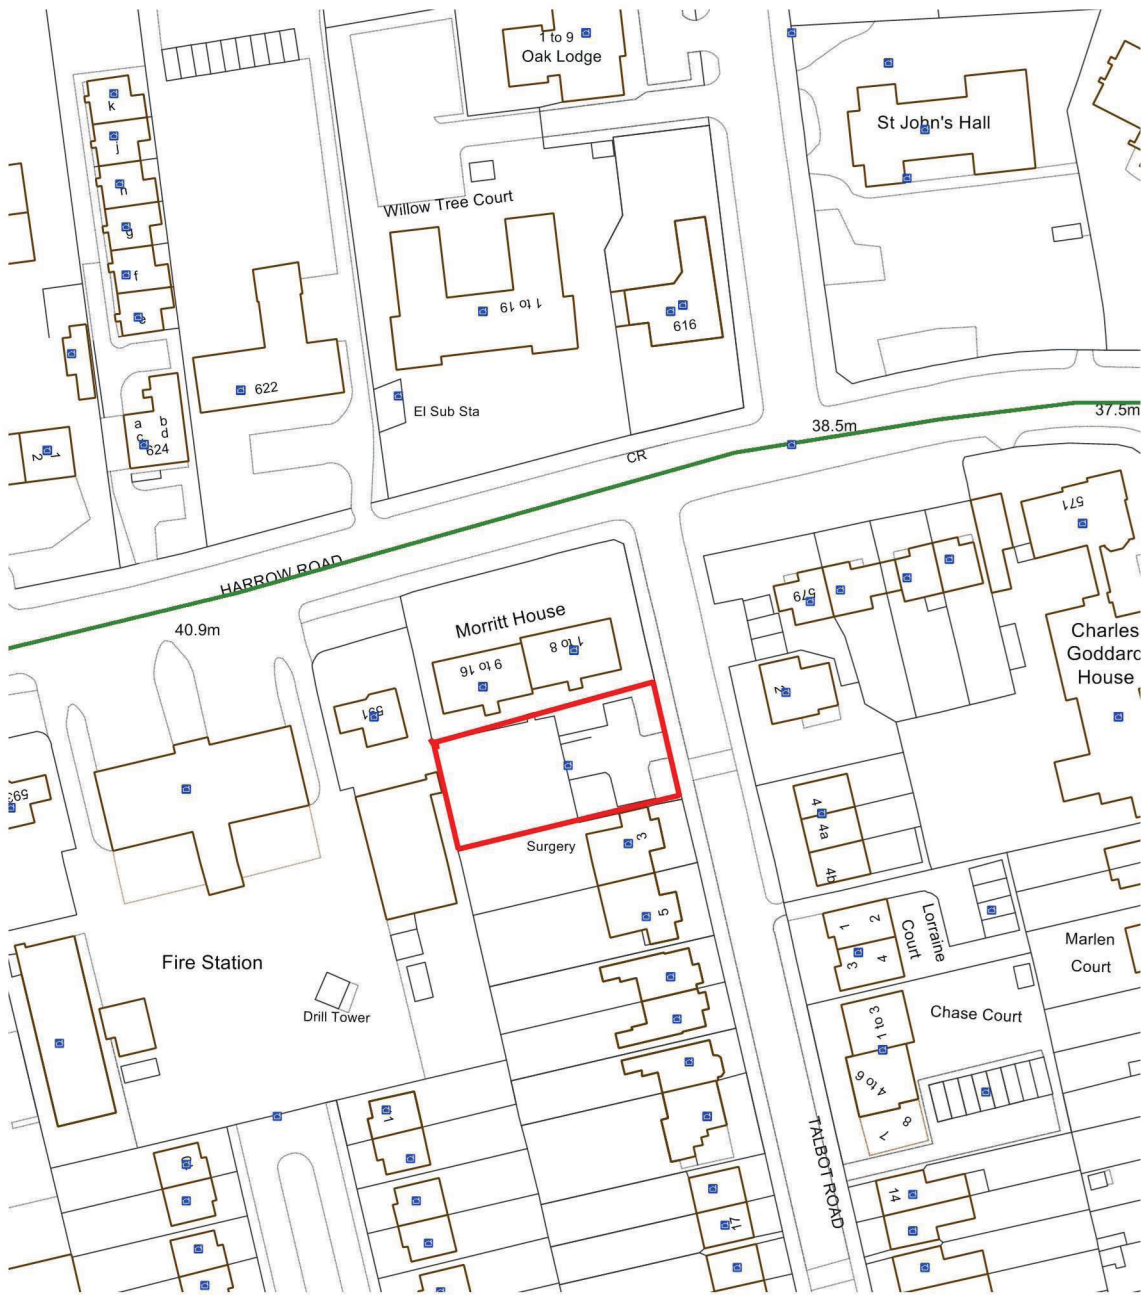 1 to 9
Oak Lodge
St John's Hall
k
j
h
g
f
e
Willow Tree Court
1 to 19
616
622
El Sub Sta
a b
c d
624
1
2
38.5m
37.5m
CR
HARROW ROAD
40.9m
571
579
Morritt House
1 to 8
9 to 16
Charles
Goddard
House
2
591
593
4
4a
4b
Surgery
3
5
1 2
3 4
Lorraine
Court
Marlen
Court
Fire Station
Drill Tower
Chase Court
1 to 3
4 to 6
8
1
TALBOT ROAD
14
17